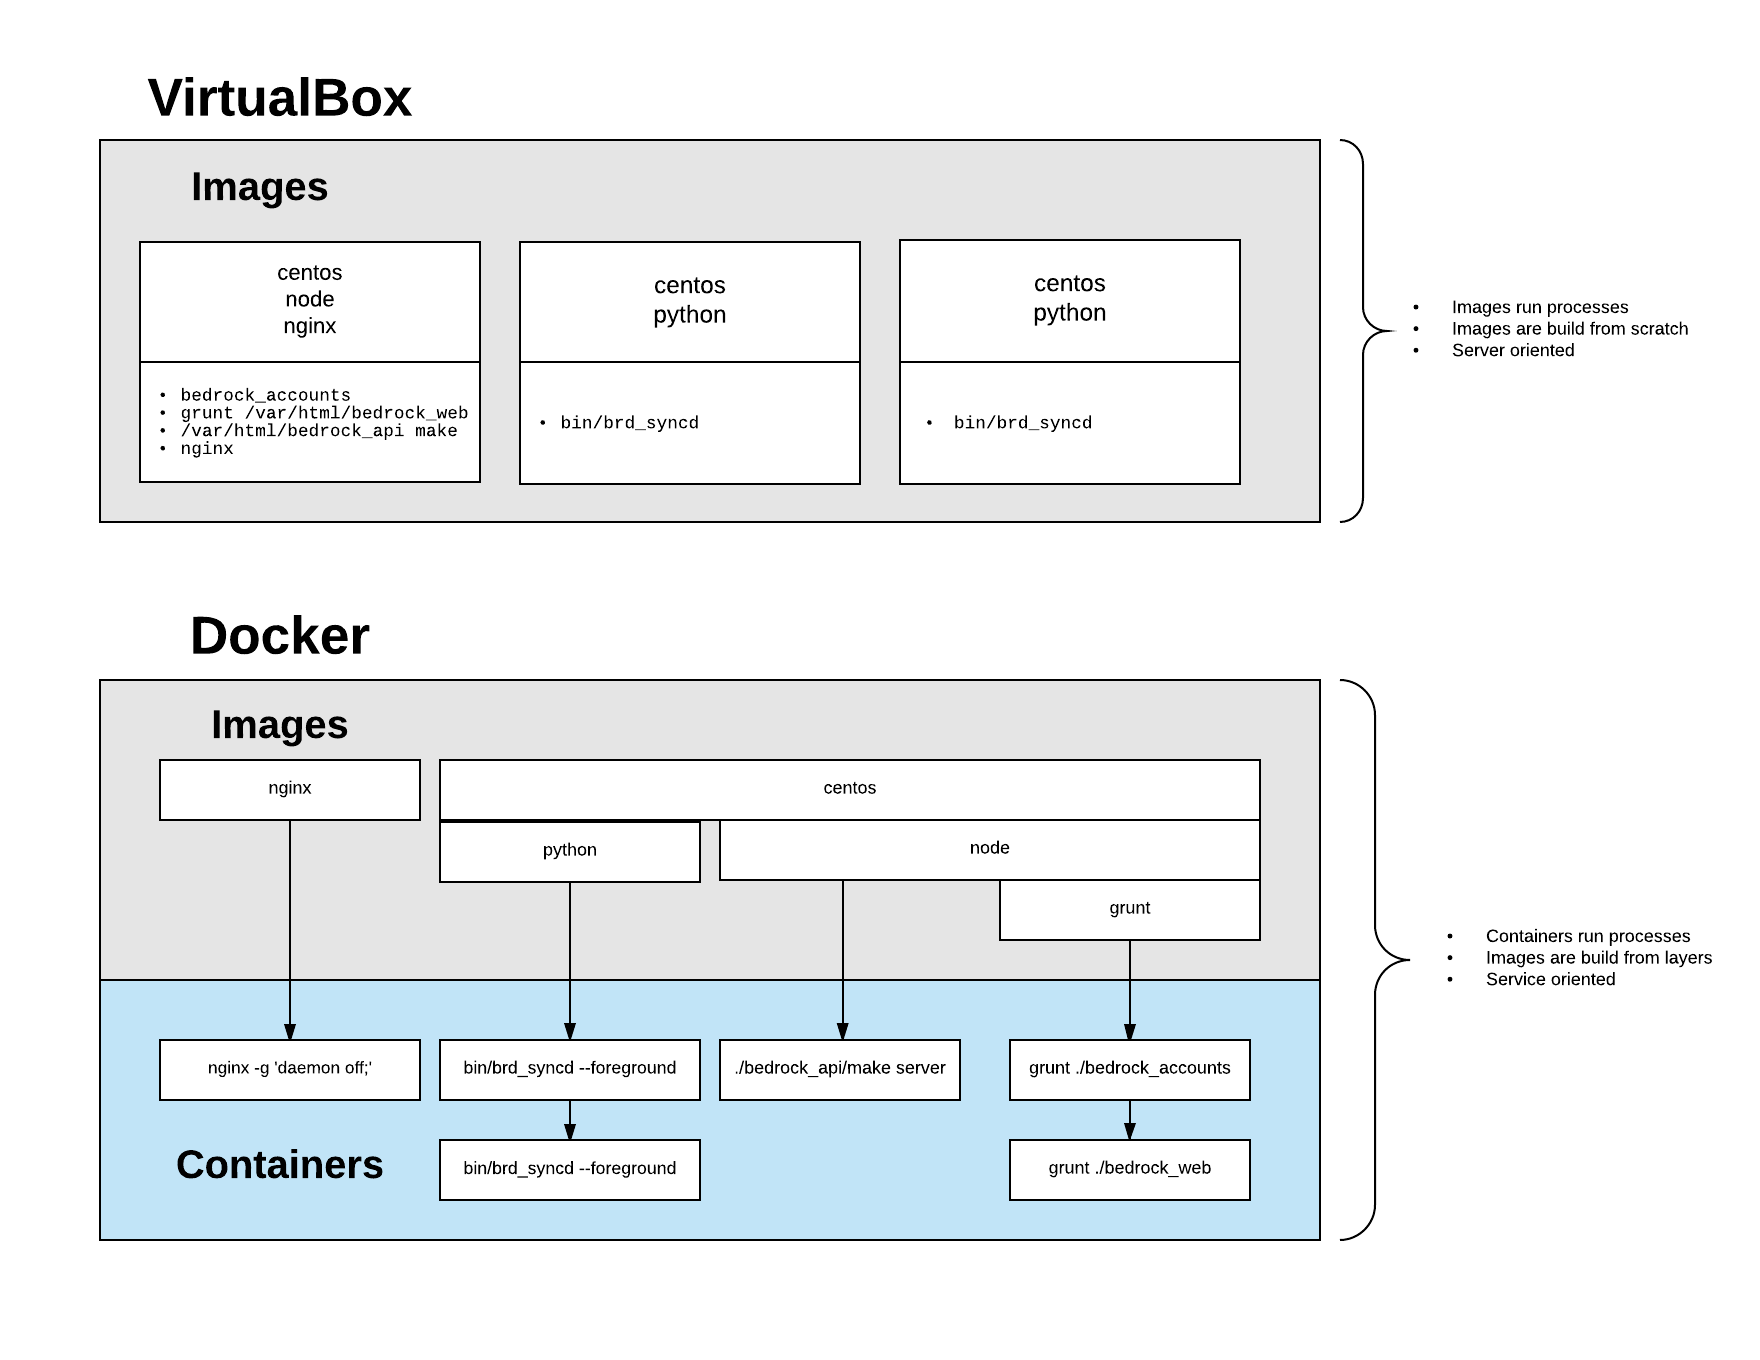 VirtualBox
Images
centos
node
nginx
• bedrock_accounts
• grunt /var/html/bedrock_web
• /var/html/bedrock_api make
• nginx
centos
python
• bin/brd_syncd
centos
python
• bin/brd_syncd
• Images run processes
• Images are build from scratch
• Server oriented
Docker
Images
nginx
centos
python
node
grunt
nginx -g 'daemon off;'
bin/brd_syncd --foreground
./bedrock_api/make server
grunt ./bedrock_accounts
Containers
bin/brd_syncd --foreground
grunt ./bedrock_web
• Containers run processes
• Images are build from layers
• Service oriented